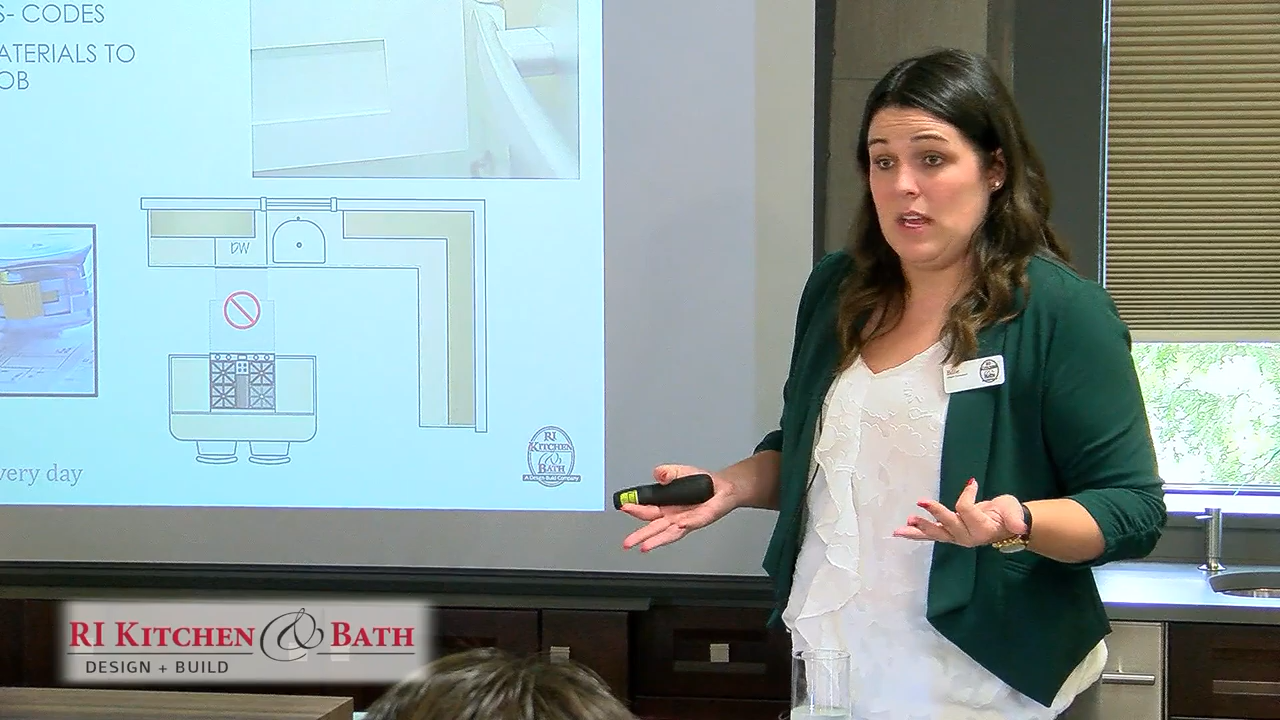 S- CODES
ATERIALS TO
OB
DW
very day
RI
KITCHEN
&
BATH
A Design Build Company
RI KITCHEN & BATH
DESIGN + BUILD